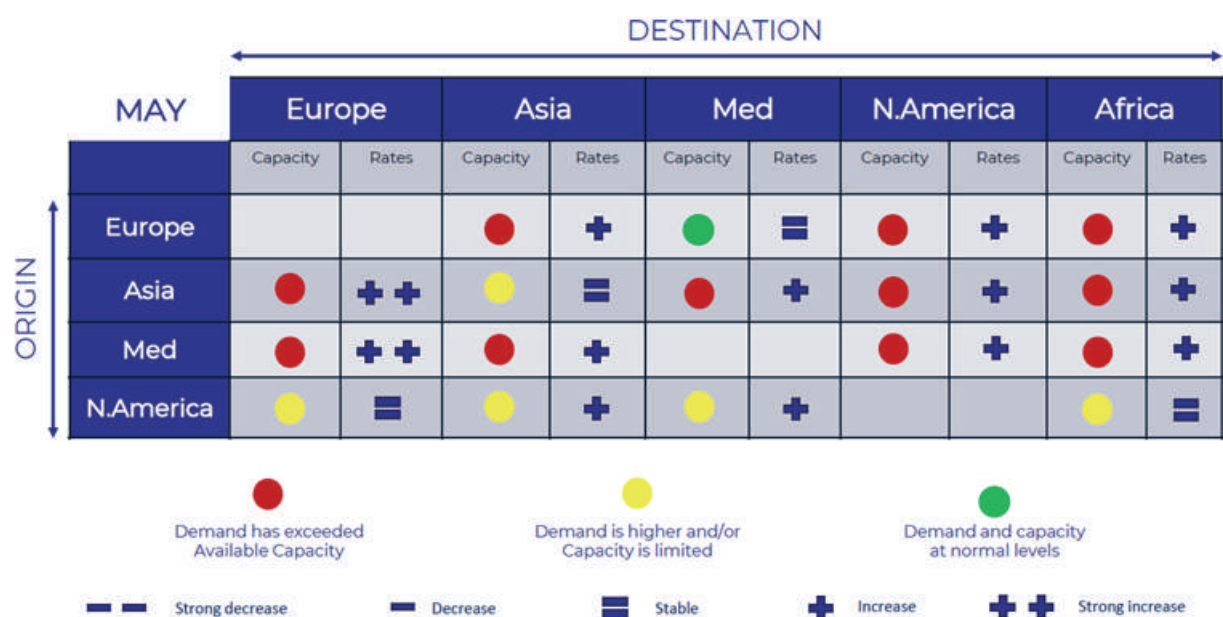 DESTINATION
MAY Europe Asia Med N.America Africa
Capacity Rates Capacity Rates Capacity Rates Capacity Rates Capacity Rates
ORIGIN
Europe
Asia
Med
N.America
Demand has exceeded
Available Capacity
Demand is higher and/or
Capacity is limited
Demand and capacity
at normal levels
Strong decrease Decrease Stable Increase Strong increase